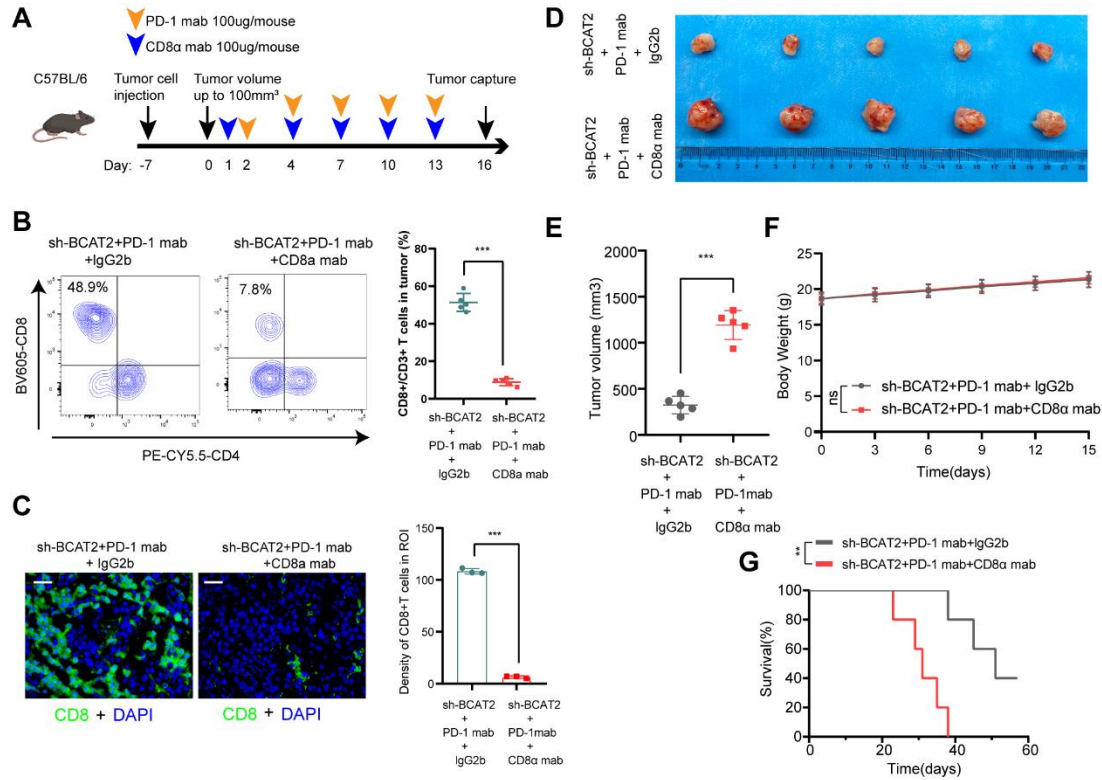 A
PD-1 mab 100ug/mouse
CD8α mab 100ug/mouse
C57BL/6
Tumor cell
injection
Tumor volume
up to 100mm³
Tumor capture
Day: -7 0 1 2 4 7 10 13 16
B
sh-BCAT2+PD-1 mab
+IgG2b
sh-BCAT2+PD-1 mab
+CD8a mab
48.9%
7.8%
BV605-CD8
PE-CY5.5-CD4
CD8+/CD3+ T cells in tumor (%)
80
60
40
20
0
***
sh-BCAT2
+
PD-1 mab
+
IgG2b
sh-BCAT2
+
PD-1 mab
+
CD8a mab
C
sh-BCAT2+PD-1 mab
+ IgG2b
sh-BCAT2+PD-1 mab
+CD8a mab
CD8 + DAPI
CD8 + DAPI
Density of CD8+T cells in ROI
150
100
50
0
***
sh-BCAT2
+
PD-1 mab
+
IgG2b
sh-BCAT2
+
PD-1mab
+
CD8α mab
D
sh-BCAT2
+
PD-1 mab
+
IgG2b
sh-BCAT2
+
PD-1 mab
+
CD8α mab
E
Tumor volume (mm3)
2000
1500
1000
500
0
***
sh-BCAT2
+
PD-1 mab
+
IgG2b
sh-BCAT2
+
PD-1mab
+
CD8α mab
F
Body Weight (g)
25
20
15
10
5
0
ns
sh-BCAT2+PD-1 mab+ IgG2b
sh-BCAT2+PD-1 mab+CD8α mab
0 3 6 9 12 15
Time(days)
G
**
sh-BCAT2+PD-1 mab+IgG2b
sh-BCAT2+PD-1 mab+CD8α mab
Survival(%)
100
80
60
40
20
0
0 20 40 60
Time(days)